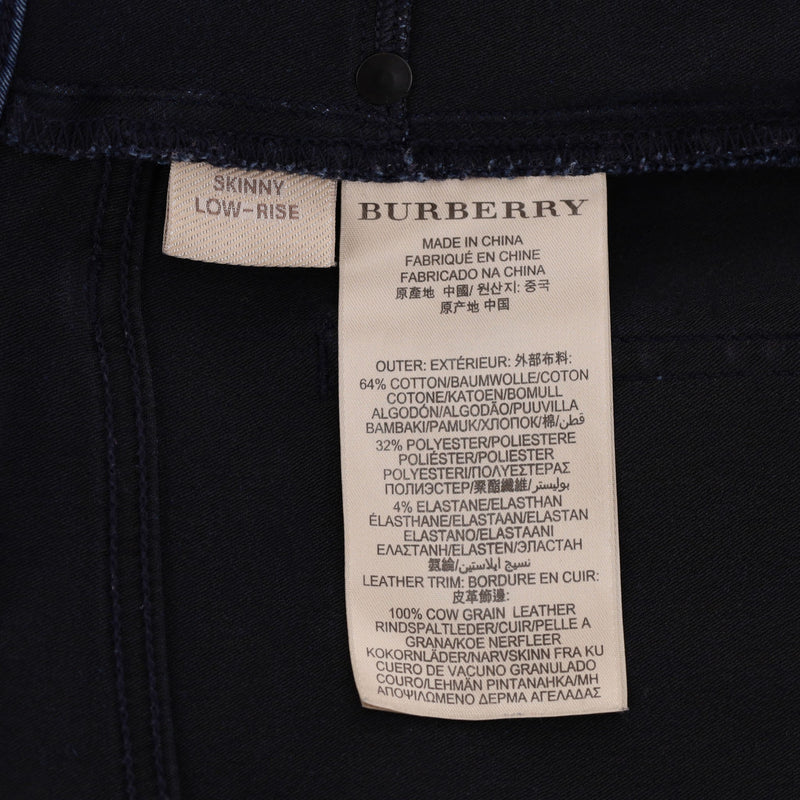 SKINNY
LOW-RISE
BURBERRY
MADE IN CHINA
FABRIQUÉ EN CHINE
FABRICADO NA CHINA
原產地 中國/ 원산지: 중국
原产地 中国
OUTER: EXTÉRIEUR: 外部布料:
64% COTTON/BAUMWOLLE/COTON
COTONE/KATOEN/BOMULL
ALGODÓN/ALGODÃO/PUUVILLA
BAMBAKI/PAMUK/ХЛОПОК/棉/قطن
32% POLYESTER/POLIESTERE
POLIÉSTER/POLIESTER
POLYESTERI/ΠΟΛΥΕΣΤΕΡΑΣ
ПОЛИЭСТЕР/聚酯纖維/بوليستر
4% ELASTANE/ELASTHAN
ÉLASTHANE/ELASTAAN/ELASTAN
ELASTANO/ELASTAANI
ΕΛΑΣΤΑΝΗ/ELASTEN/ЭЛАСТАН
氨綸/نسيج ايلاستين
LEATHER TRIM: BORDURE EN CUIR:
皮革飾邊:
100% COW GRAIN LEATHER
RINDSPALTLEDER/CUIR/PELLE A
GRANA/KOE NERFLEER
KOKORNLÄDER/NARVSKINN FRA KU
CUERO DE VACUNO GRANULADO
COURO/LEHMÄN PINTANAHKA/ΜΗ
ΑΠΟΨΙΛΩΜΕΝΟ ΔΕΡΜΑ ΑΓΕΛΑΔΑΣ